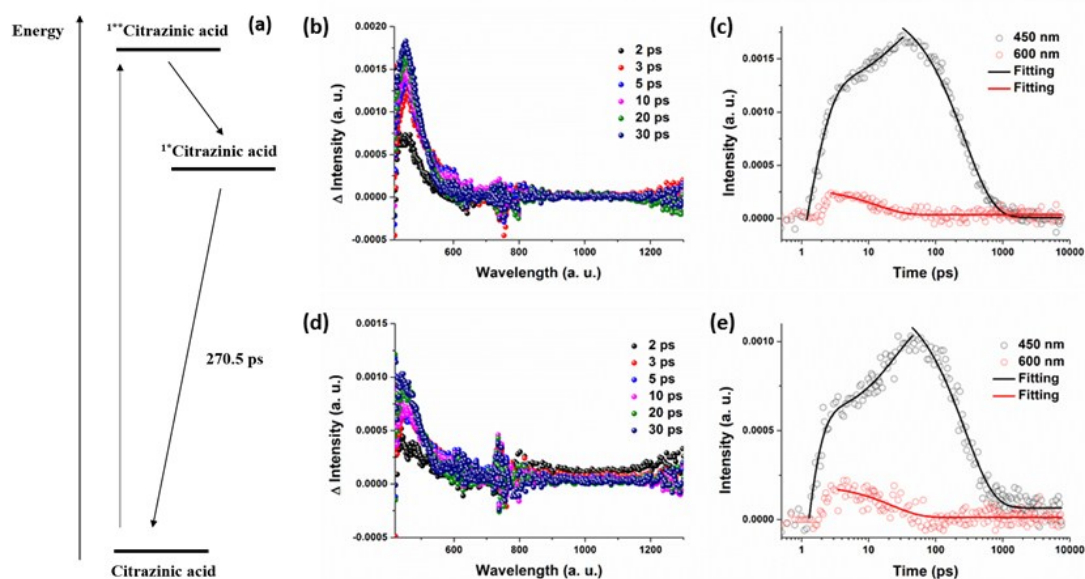 Energy
1**Citrazinic acid
(a)
1*Citrazinic acid
270.5 ps
Citrazinic acid
(b)
0.0020
0.0015
0.0010
0.0005
0.0000
-0.0005
Δ Intensity (a. u.)
2 ps
3 ps
5 ps
10 ps
20 ps
30 ps
600 800 1000 1200
Wavelength (a. u.)
(c)
0.0015
0.0010
0.0005
0.0000
Δ Intensity (a. u.)
450 nm
600 nm
Fitting
Fitting
1 10 100 1000 10000
Time (ps)
(d)
0.0015
0.0010
0.0005
0.0000
-0.0005
Δ Intensity (a. u.)
2 ps
3 ps
5 ps
10 ps
20 ps
30 ps
600 800 1000 1200
Wavelength (a. u.)
(e)
0.0010
0.0005
0.0000
Δ Intensity (a. u.)
450 nm
600 nm
Fitting
Fitting
1 10 100 1000 10000
Time (ps)